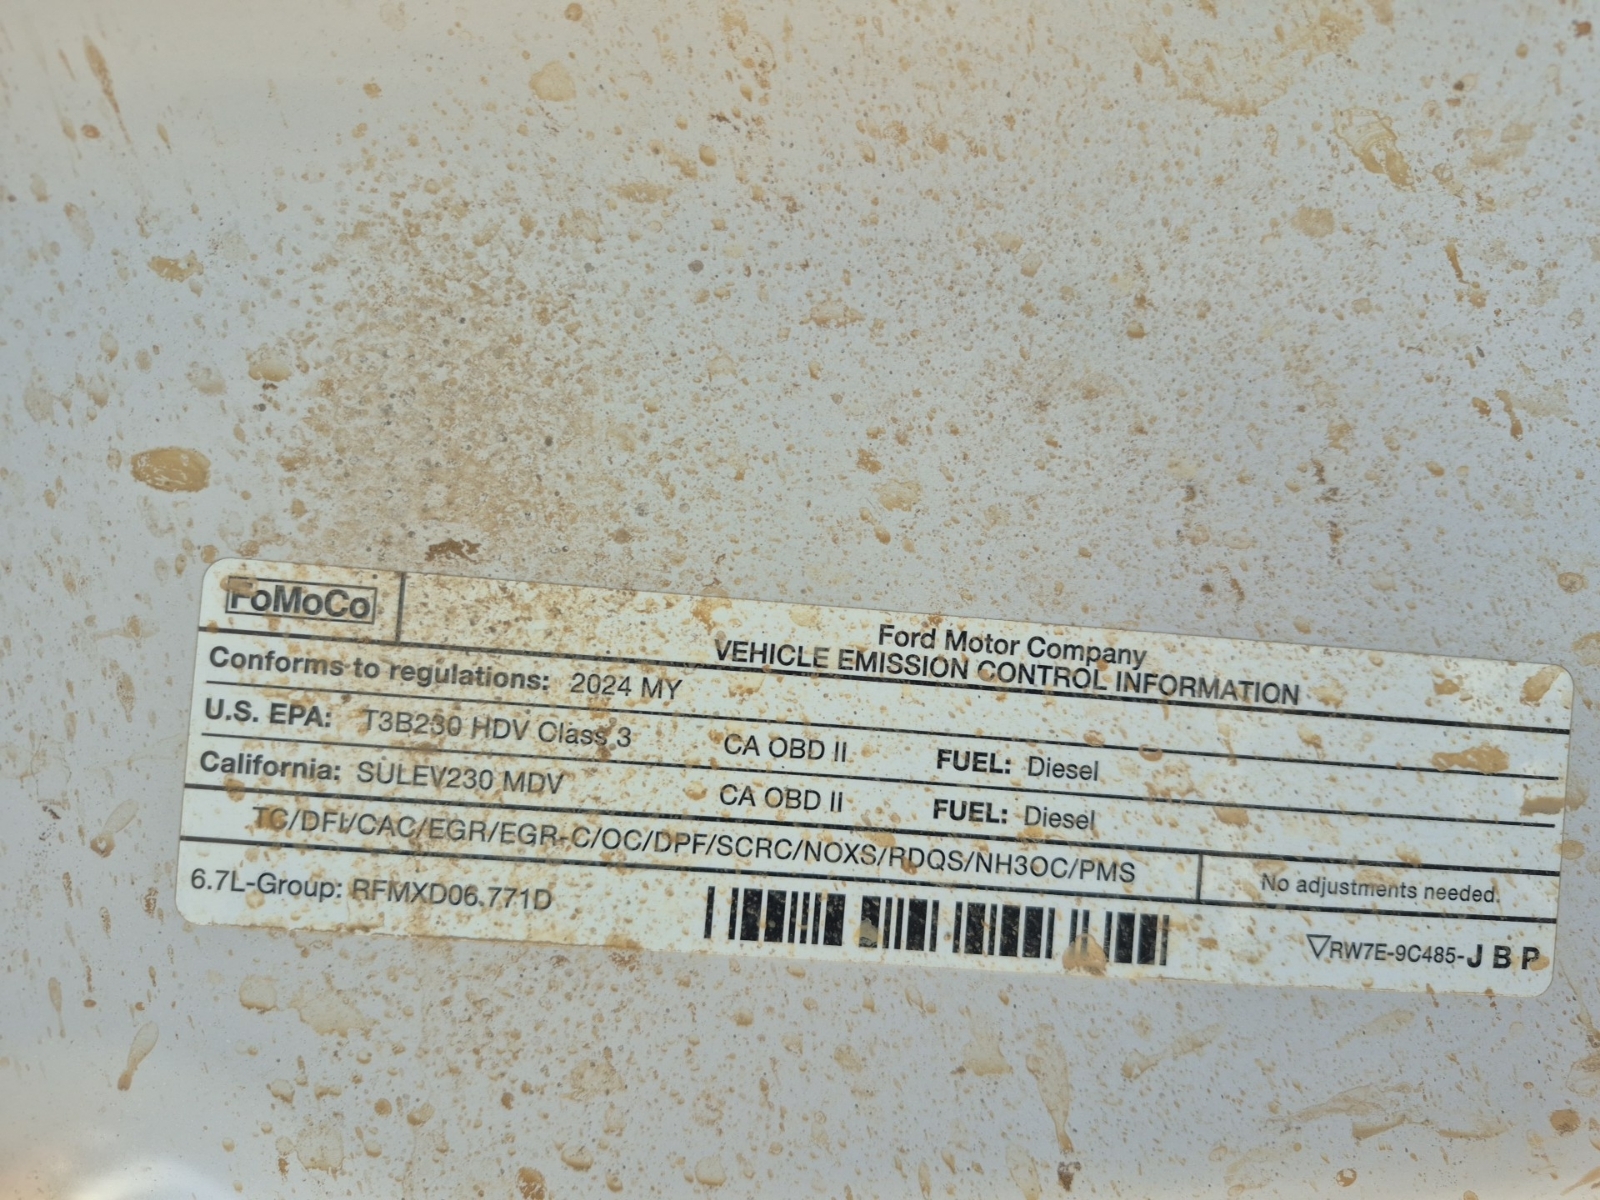 FoMoCo
Ford Motor Company
VEHICLE EMISSION CONTROL INFORMATION
Conforms to regulations: 2024 MY
U.S. EPA: T3B230 HDV Class 3 CA OBD II FUEL: Diesel
California: SULEV230 MDV CA OBD II FUEL: Diesel
TC/DFI/CAC/EGR/EGR-C/OC/DPF/SCRC/NOXS/RDQS/NH3OC/PMS No adjustments needed.
6.7L-Group: RFMXD06.771D RW7E-9C485-J B P